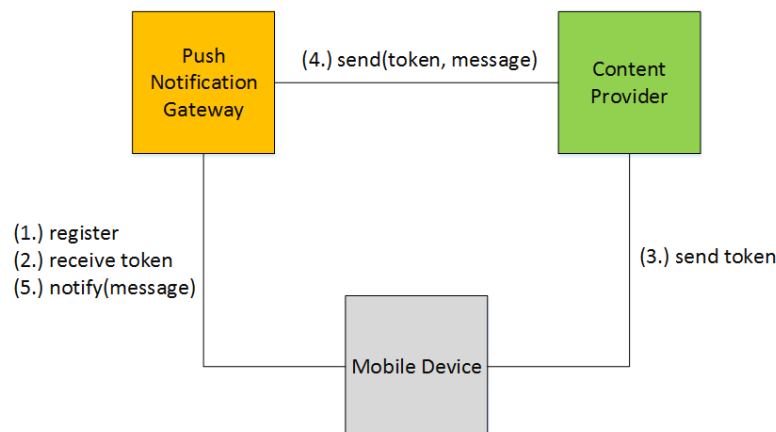 Push
Notification
Gateway
(4.) send(token, message)
Content
Provider
(1.) register
(2.) receive token
(5.) notify(message)
(3.) send token
Mobile Device